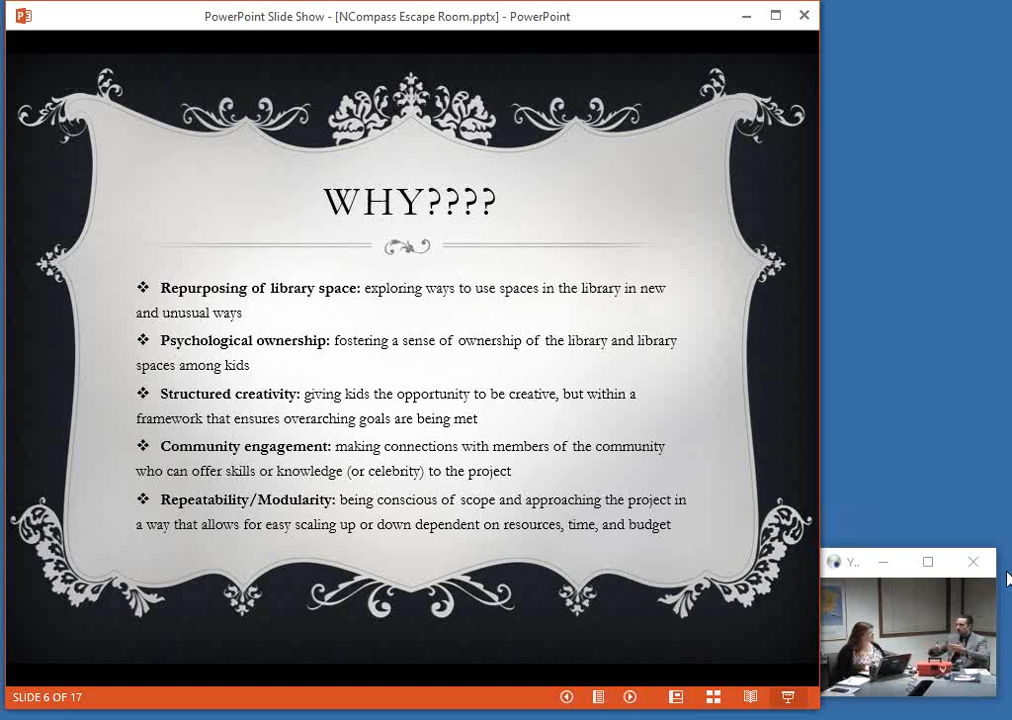 PowerPoint Slide Show - [NCompass Escape Room.pptx] - PowerPoint
WHY????
❖ Repurposing of library space: exploring ways to use spaces in the library in new
and unusual ways
❖ Psychological ownership: fostering a sense of ownership of the library and library
spaces among kids
❖ Structured creativity: giving kids the opportunity to be creative, but within a
framework that ensures overarching goals are being met
❖ Community engagement: making connections with members of the community
who can offer skills or knowledge (or celebrity) to the project
❖ Repeatability/Modularity: being conscious of scope and approaching the project in
a way that allows for easy scaling up or down dependent on resources, time, and budget
Y..
SLIDE 6 OF 17